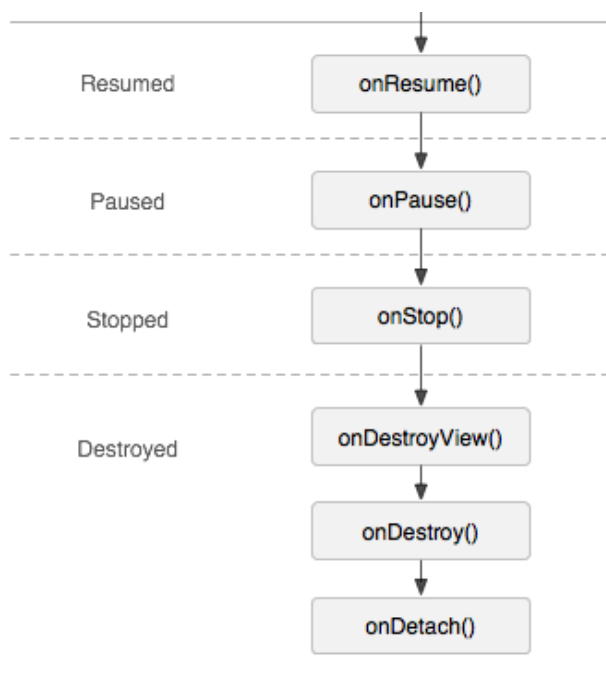 Resumed
onResume()
Paused
onPause()
Stopped
onStop()
Destroyed
onDestroyView()
onDestroy()
onDetach()